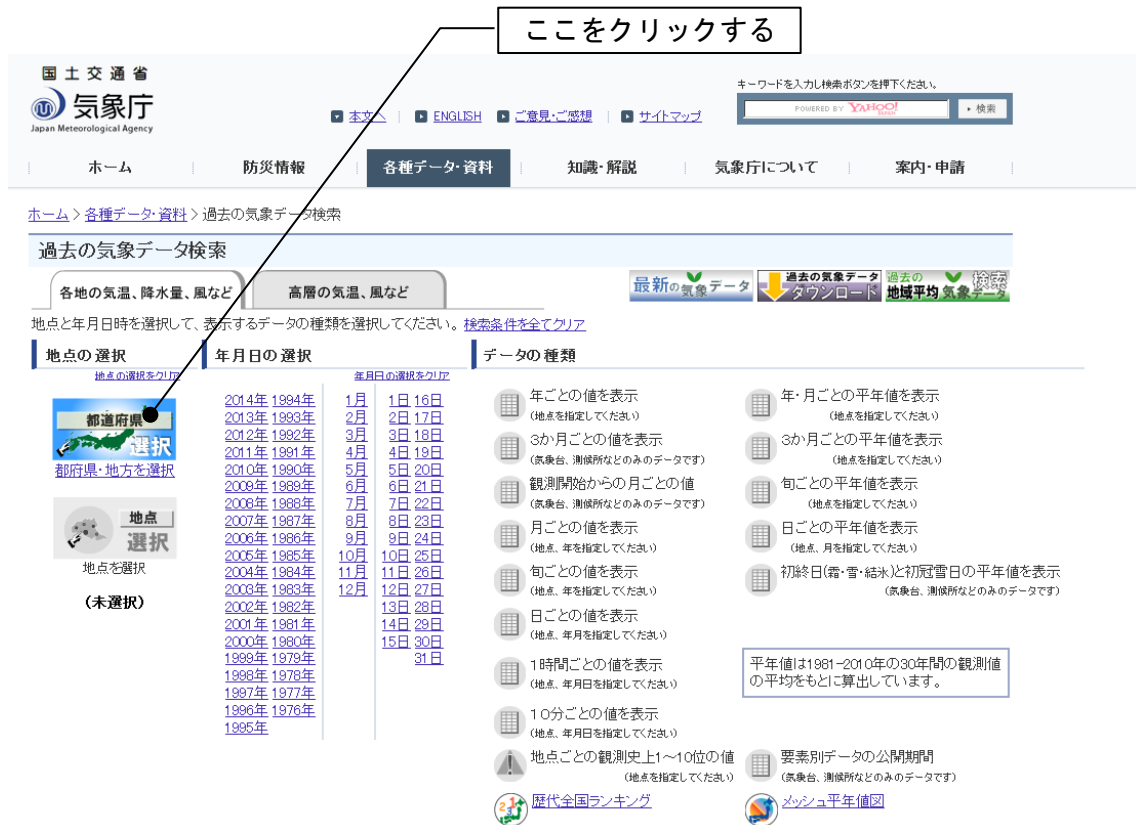 ここをクリックする
国土交通省
気象庁
Japan Meteorological Agency
本文へ | ENGLISH ご意見・ご感想 | サイトマップ
キーワードを入力し検索ボタンを押下ください。
POWERED BY YAHOO! JAPAN
検索
ホーム 防災情報 各種データ・資料 知識・解説 気象庁について 案内・申請
ホーム > 各種データ・資料 > 過去の気象データ検索
過去の気象データ検索
各地の気温、降水量、風など 高層の気温、風など
最新の気象データ
過去の気象データ
ダウンロード
過去の 検索
地域平均気象データ
地点と年月日時を選択して、表示するデータの種類を選択してください。 検索条件を全てクリア
地点の選択
地点の選択をクリア
都道府県
選択
都府県・地方を選択
地点
選択
地点を選択
(未選択)
年月日の選択
年月日の選択をクリア
2014年 1994年 1月 1日 16日
2013年 1993年 2月 2日 17日
2012年 1992年 3月 3日 18日
2011年 1991年 4月 4日 19日
2010年 1990年 5月 5日 20日
2009年 1989年 6月 6日 21日
2008年 1988年 7月 7日 22日
2007年 1987年 8月 8日 23日
2006年 1986年 9月 9日 24日
2005年 1985年 10月 10日 25日
2004年 1984年 11月 11日 26日
2003年 1983年 12月 12日 27日
2002年 1982年 13日 28日
2001年 1981年 14日 29日
2000年 1980年 15日 30日
1999年 1979年 31日
1998年 1978年
1997年 1977年
1996年 1976年
1995年
データの種類
年ごとの値を表示
(地点を指定してください)
3か月ごとの値を表示
(気象台、測候所などのみのデータです)
観測開始からの月ごとの値
(気象台、測候所などのみのデータです)
月ごとの値を表示
(地点、年を指定してください)
旬ごとの値を表示
(地点、年を指定してください)
日ごとの値を表示
(地点、年月を指定してください)
1時間ごとの値を表示
(地点、年月日を指定してください)
10分ごとの値を表示
(地点、年月日を指定してください)
地点ごとの観測史上1~10位の値
(地点を指定してください)
歴代全国ランキング
年・月ごとの平年値を表示
(地点を指定してください)
3か月ごとの平年値を表示
(地点を指定してください)
旬ごとの平年値を表示
(地点を指定してください)
日ごとの平年値を表示
(地点、月を指定してください)
初終日(霜・雪・結氷)と初冠雪日の平年値を表示
(気象台、測候所などのみのデータです)
平年値は1981-2010年の30年間の観測値
の平均をもとに算出しています。
要素別データの公開期間
(気象台、測候所などのみのデータです)
メッシュ平年値図